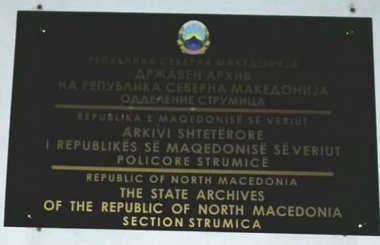 РЕПУБЛИКА СЕВЕРНА МАКЕДОНИЈА
ДРЖАВЕН АРХИВ
НА РЕПУБЛИКА СЕВЕРНА МАКЕДОНИЈА
ОДДЕЛЕНИЕ СТРУМИЦА
REPUBLIKA E MAQEDONISË SË VERIUT
ARKIVI SHTETËRORE
I REPUBLIKËS SË MAQEDONISË SË VERIUT
POLICORE STRUMICË
REPUBLIC OF NORTH MACEDONIA
THE STATE ARCHIVES
OF THE REPUBLIC OF NORTH MACEDONIA
SECTION STRUMICA